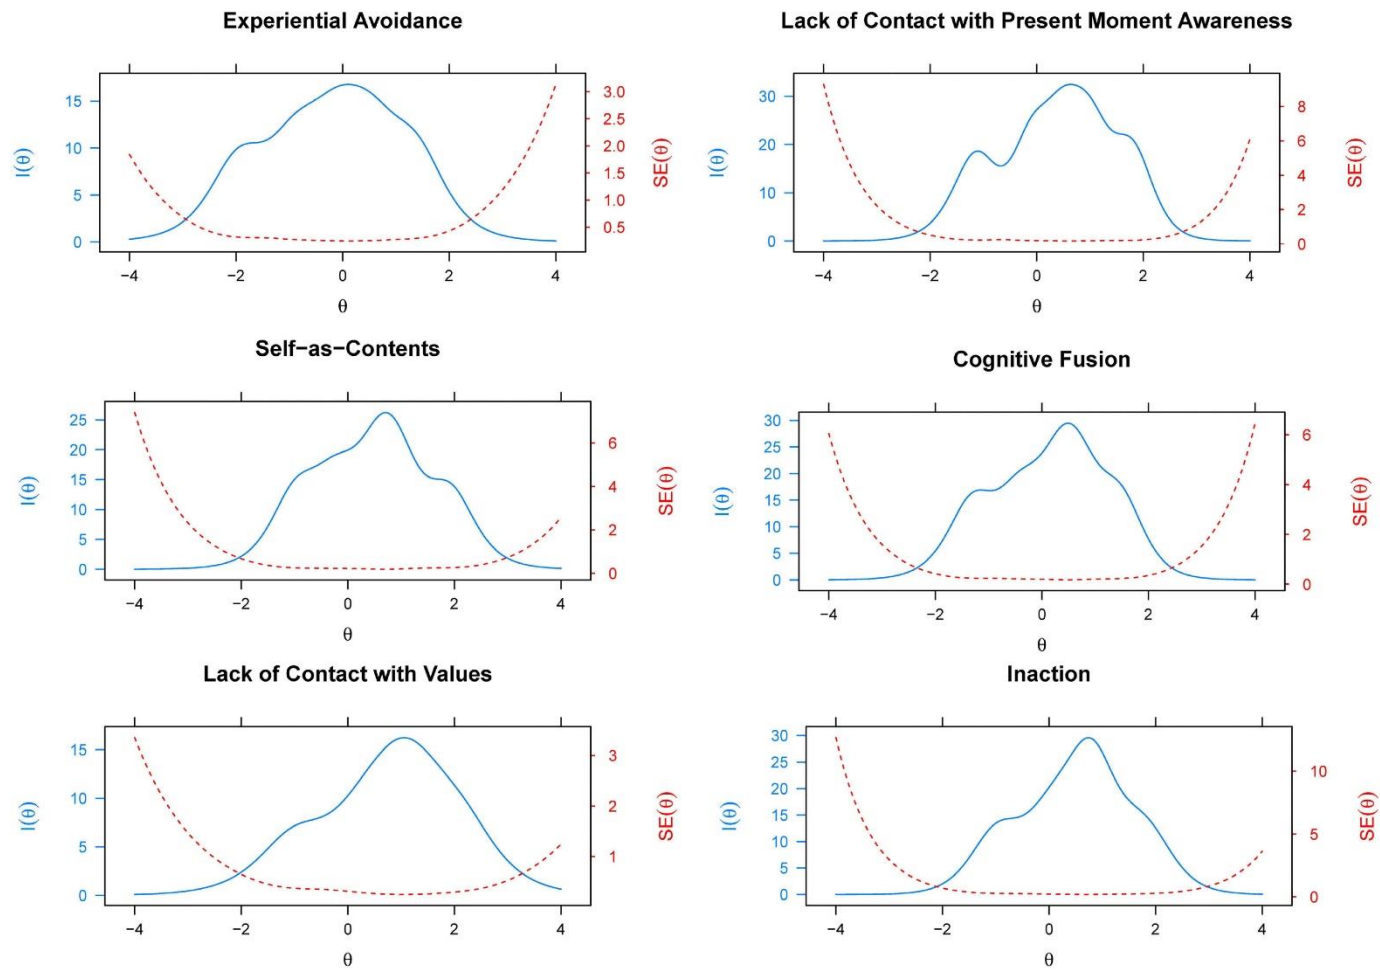 Experiential Avoidance
I(θ)
15
10
5
0
3.0
2.5
2.0
1.5
1.0
0.5
SE(θ)
−4 −2 0 2 4
θ
Lack of Contact with Present Moment Awareness
I(θ)
30
20
10
0
8
6
4
2
0
SE(θ)
−4 −2 0 2 4
θ
Self−as−Contents
I(θ)
25
20
15
10
5
0
6
4
2
0
SE(θ)
−4 −2 0 2 4
θ
Cognitive Fusion
I(θ)
30
25
20
15
10
5
0
6
4
2
0
SE(θ)
−4 −2 0 2 4
θ
Lack of Contact with Values
I(θ)
15
10
5
0
3
2
1
SE(θ)
−4 −2 0 2 4
θ
Inaction
I(θ)
30
25
20
15
10
5
0
10
5
0
SE(θ)
−4 −2 0 2 4
θ